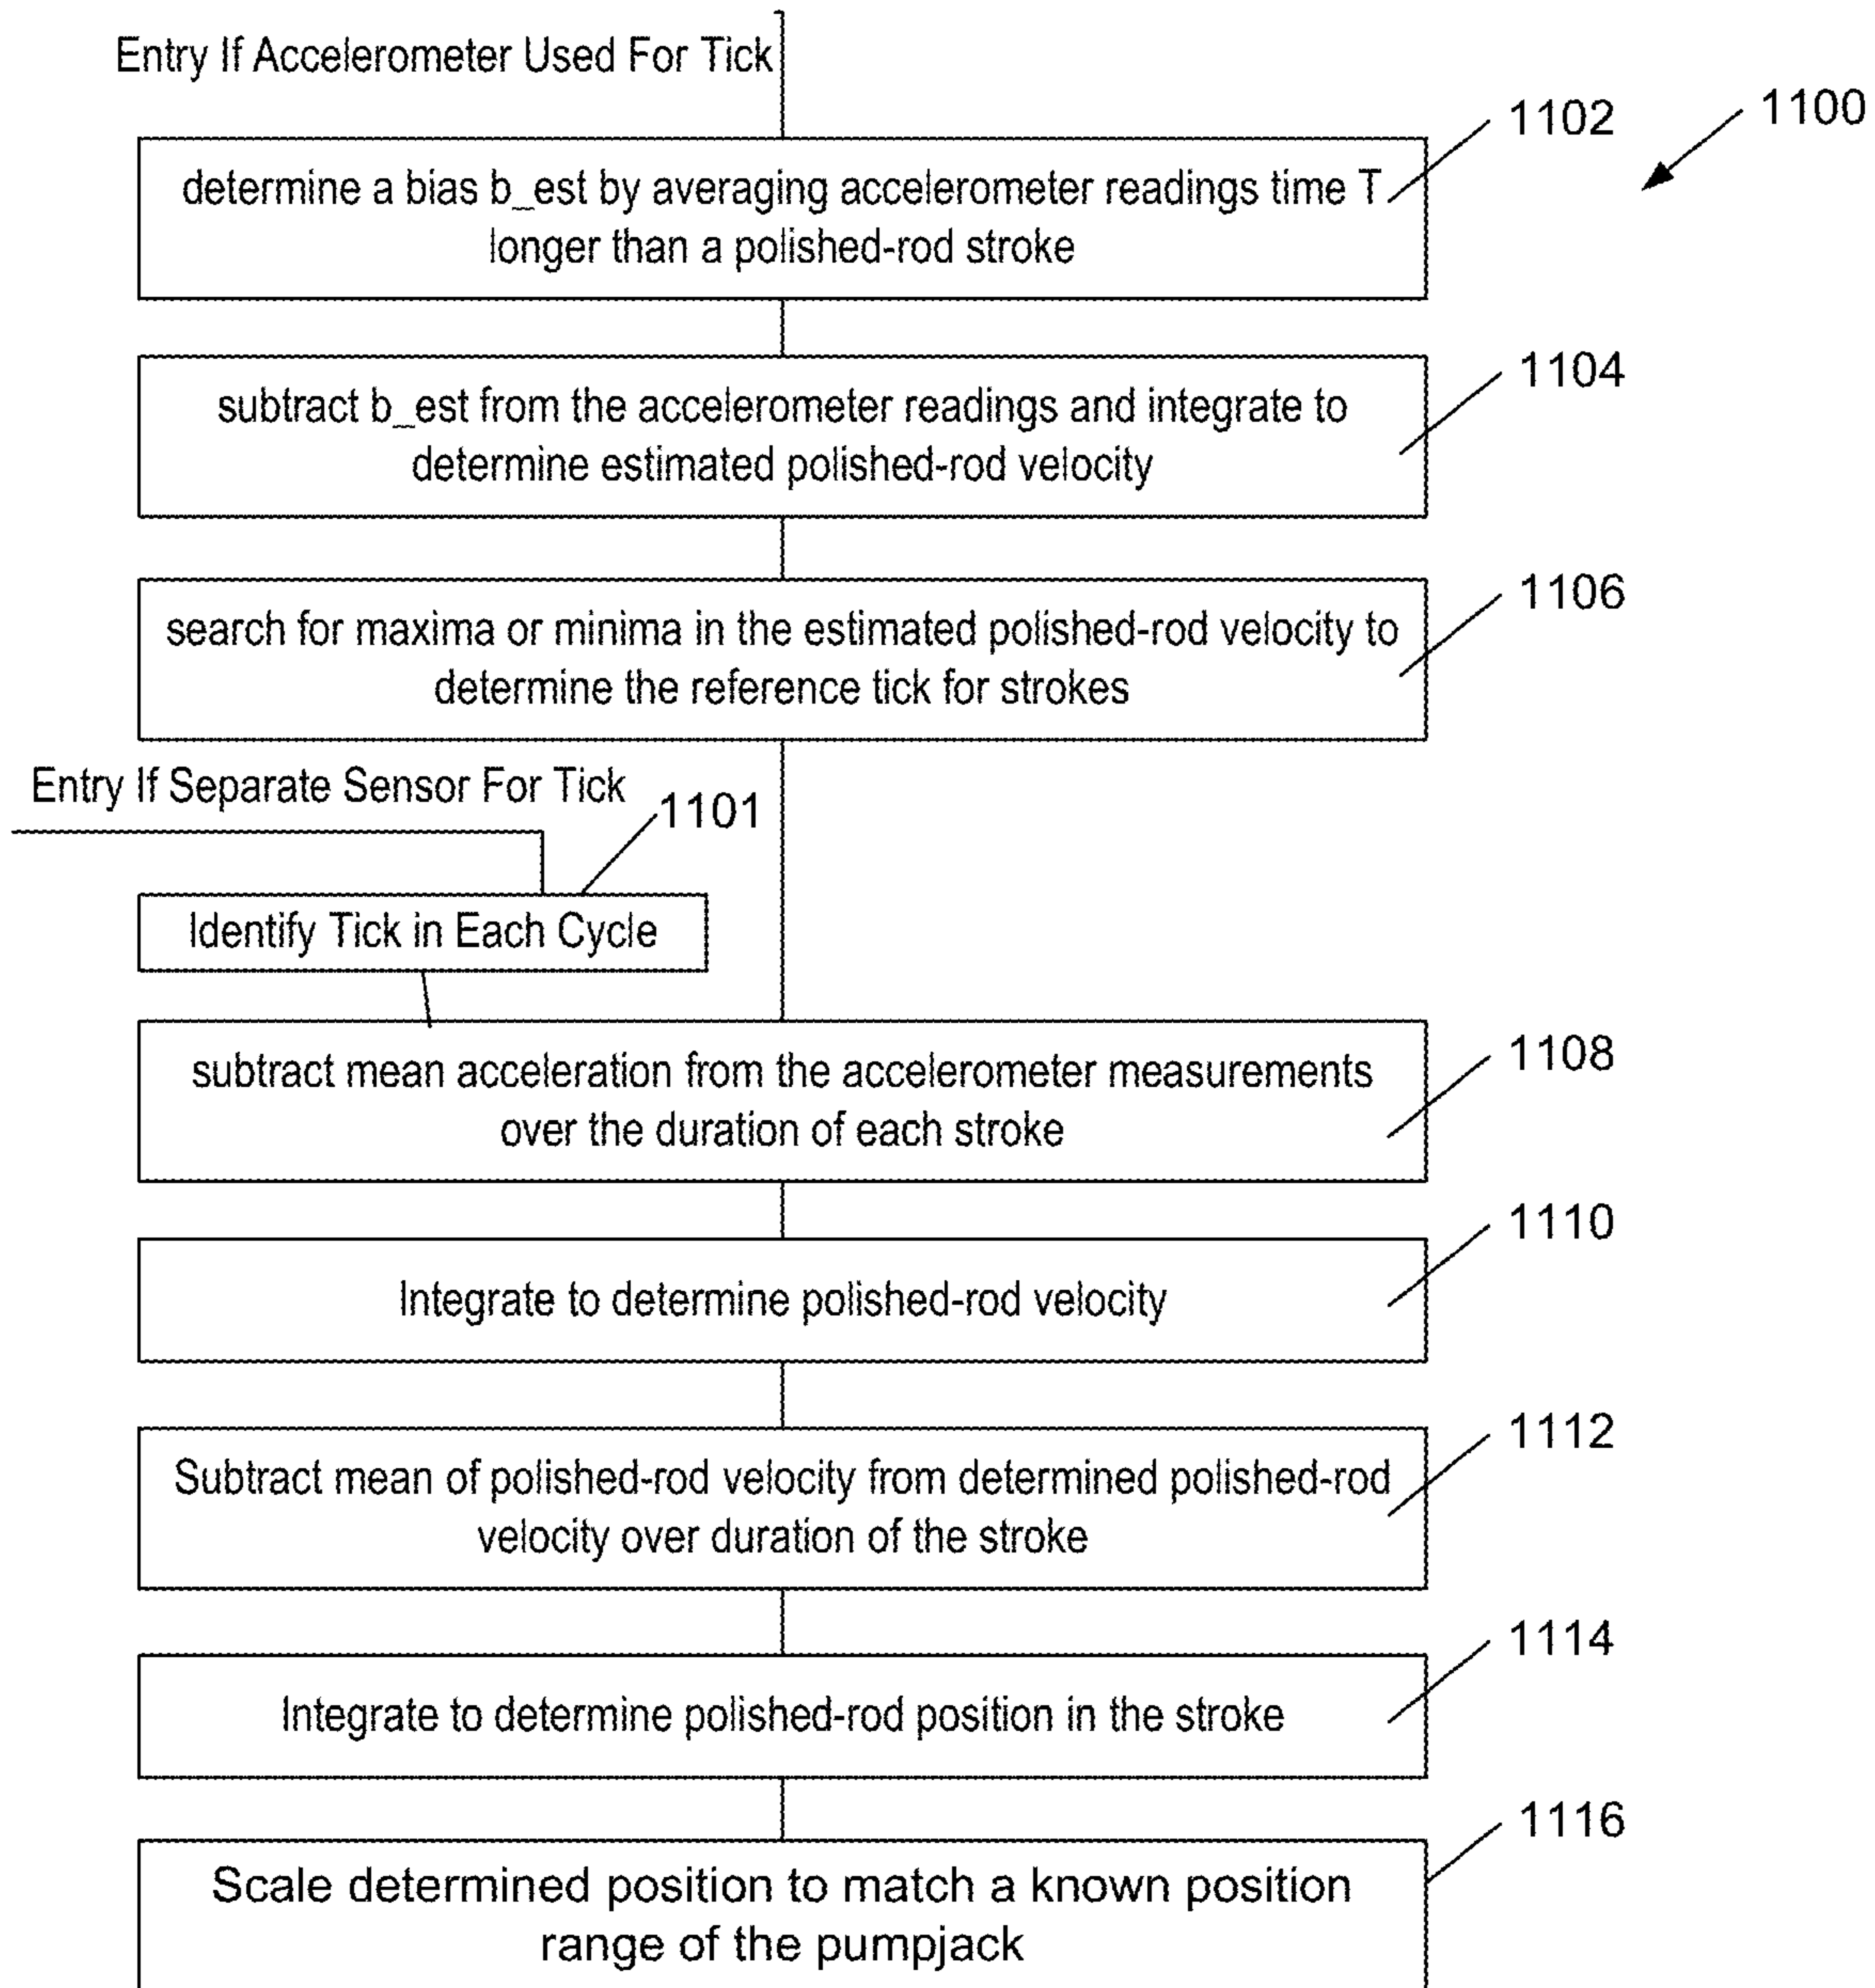 Entry If Accelerometer Used For Tick
1100
1102
determine a bias b_est by averaging accelerometer readings time T
longer than a polished-rod stroke
1104
subtract b_est from the accelerometer readings and integrate to
determine estimated polished-rod velocity
1106
search for maxima or minima in the estimated polished-rod velocity to
determine the reference tick for strokes
Entry If Separate Sensor For Tick
1101
Identify Tick in Each Cycle
1108
subtract mean acceleration from the accelerometer measurements
over the duration of each stroke
1110
Integrate to determine polished-rod velocity
1112
Subtract mean of polished-rod velocity from determined polished-rod
velocity over duration of the stroke
1114
Integrate to determine polished-rod position in the stroke
1116
Scale determined position to match a known position
range of the pumpjack